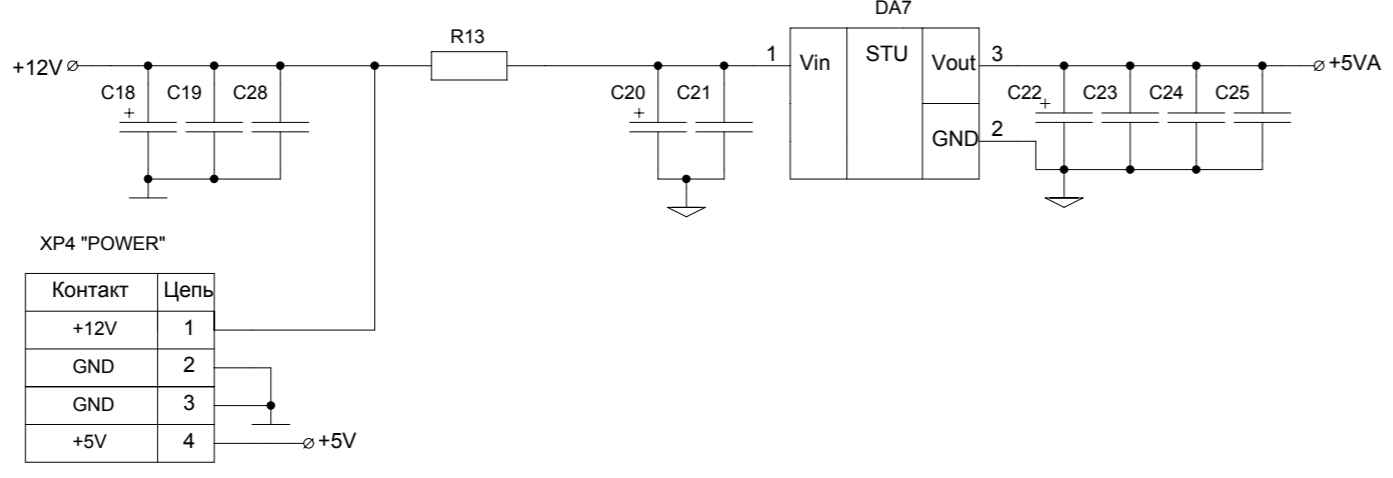 DA7
R13
+12V
1
Vin
STU
Vout
3
+5VA
C18
+
C19
C28
C20
+
C21
C22
+
C23
C24
C25
GND
2
XP4 "POWER"
Контакт Цепь
+12V 1
GND 2
GND 3
+5V 4
+5V